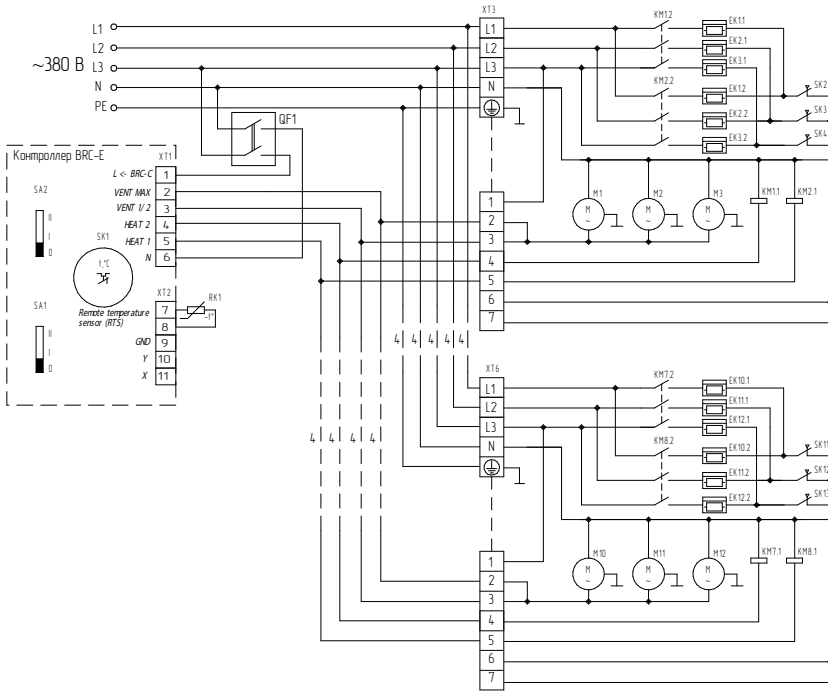 L1
L2
~380 В L3
N
PE
QF1
Контроллер BRC-E
XT1
SA2
II
I
0
L <- BRC-C 1
VENT MAX 2
VENT 1/2 3
HEAT 2 4
HEAT 1 5
N 6
SK1
t,°C
XT2
Remote temperature
sensor (RTS)
7
8
RK1
-t°
GND 9
Y 10
X 11
SA1
II
I
0
4 4 4 4
4 4 4 4 4
XT3
L1
L2
L3
N
1
2
3
4
5
6
7
KM1.2
KM2.2
EK1.1
EK2.1
EK3.1
EK1.2
EK2.2
EK3.2
SK2
SK3
SK4
M1
M2
M3
M
~
M
~
M
~
KM1.1
KM2.1
XT6
L1
L2
L3
N
1
2
3
4
5
6
7
KM7.2
KM8.2
EK10.1
EK11.1
EK12.1
EK10.2
EK11.2
EK12.2
SK11
SK12
SK13
M10
M11
M12
M
~
M
~
M
~
KM7.1
KM8.1